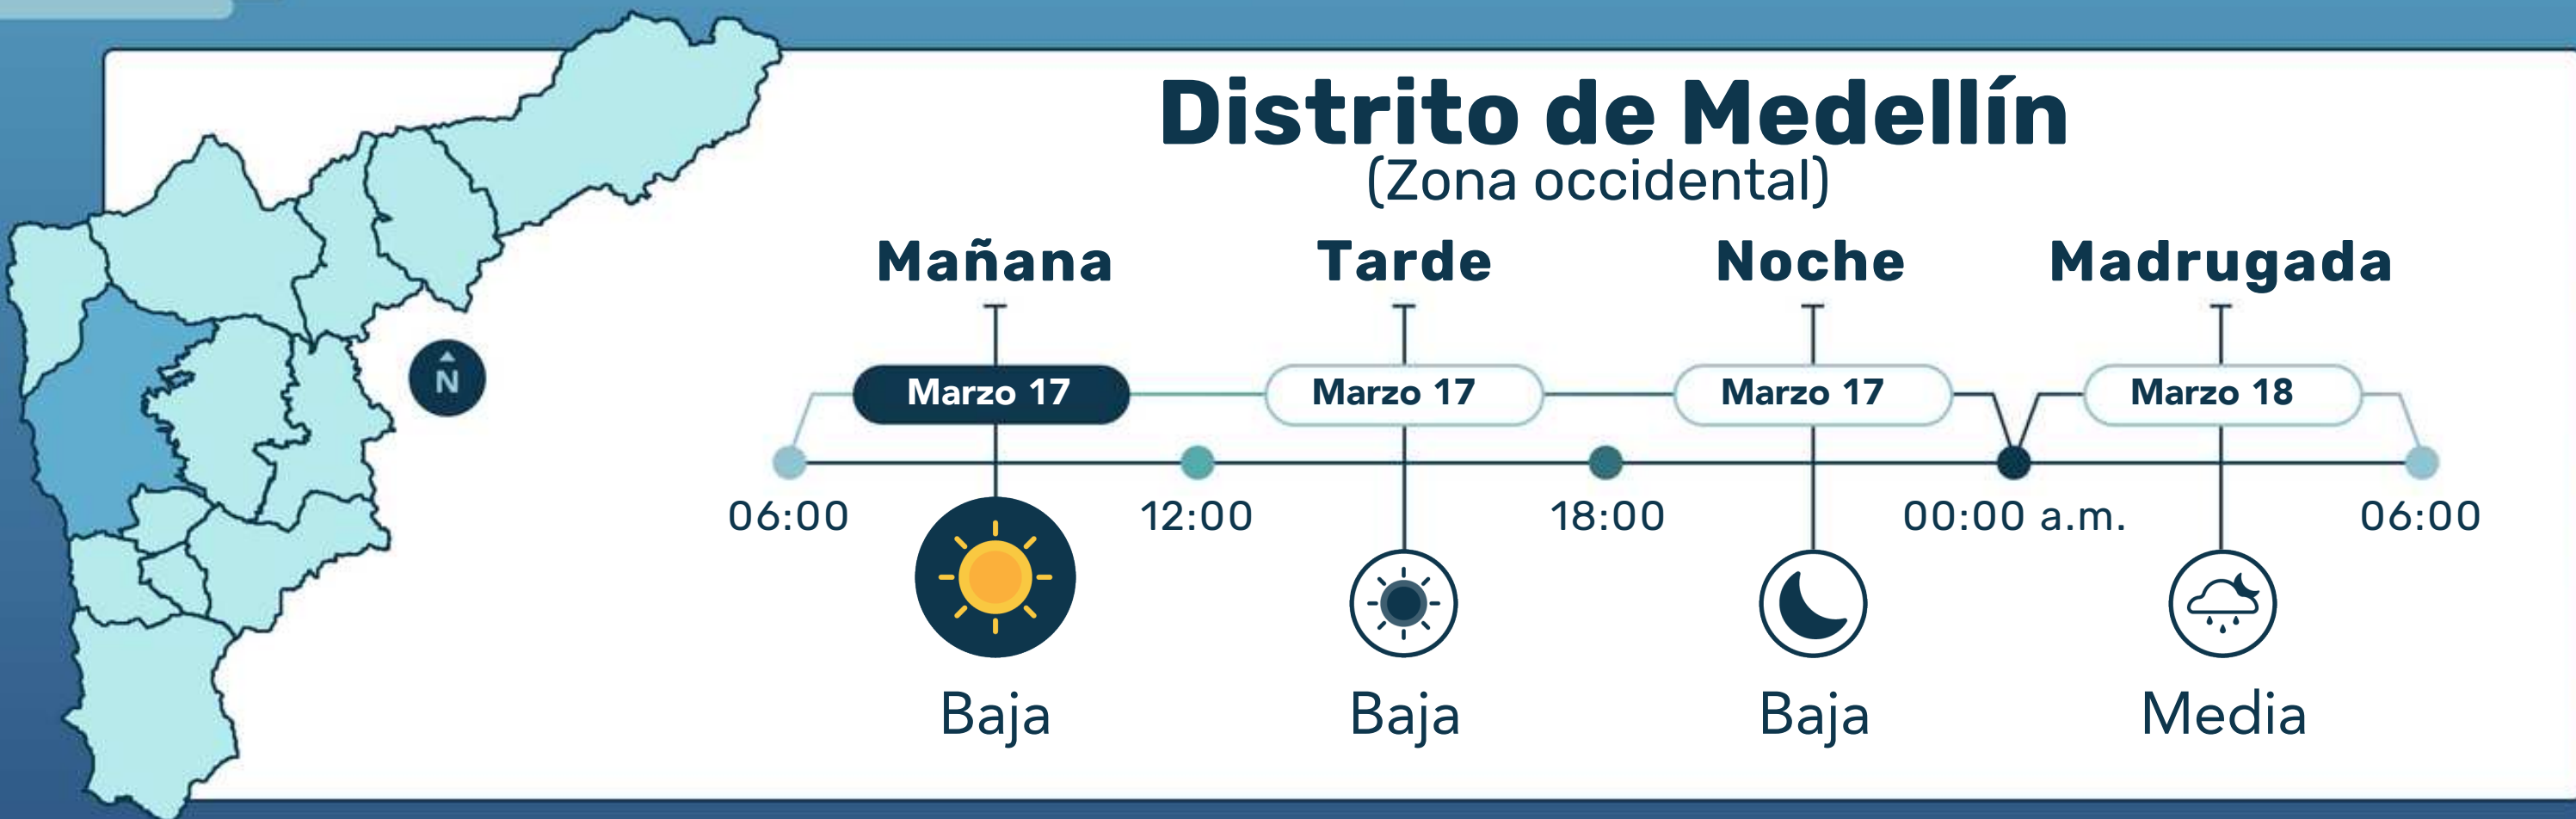 Distrito de Medellín
(Zona occidental)
Mañana Tarde Noche Madrugada
N
Marzo 17 Marzo 17 Marzo 17 Marzo 18
06:00 12:00 18:00 00:00 a.m. 06:00
Baja Baja Baja Media